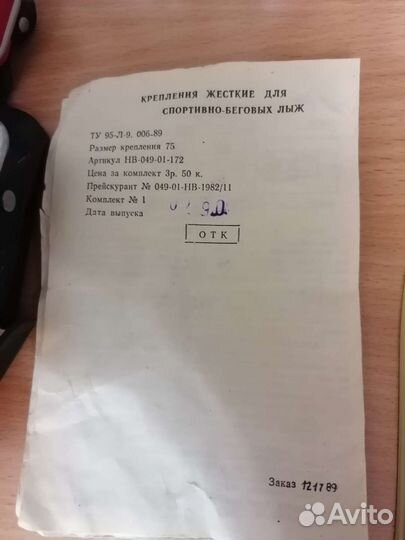 КРЕПЛЕНИЯ ЖЕСТКИЕ ДЛЯ
СПОРТИВНО-БЕГОВЫХ ЛЫЖ
ТУ 95-Л-9. 006-89
Размер крепления 75
Артикул НВ-049-01-172
Цена за комплект 3р. 50 к.
Прейскурант № 049-01-НВ-1982/11
Комплект № 1
Дата выпуска
ОТК
Заказ 121789
Avito